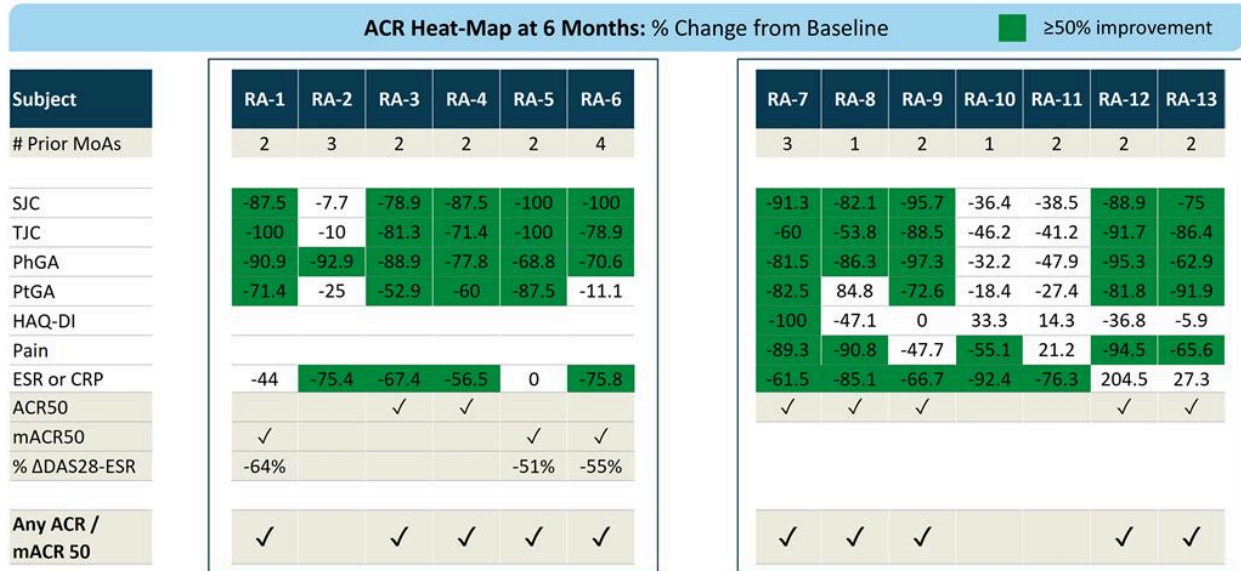 ACR Heat-Map at 6 Months: % Change from Baseline ≥50% improvement
Subject RA-1 RA-2 RA-3 RA-4 RA-5 RA-6 RA-7 RA-8 RA-9 RA-10 RA-11 RA-12 RA-13
# Prior MoAs 2 3 2 2 2 4 3 1 2 1 2 2 2
SJC -87.5 -7.7 -78.9 -87.5 -100 -100 -91.3 -82.1 -95.7 -36.4 -38.5 -88.9 -75
TJC -100 -10 -81.3 -71.4 -100 -78.9 -60 -53.8 -88.5 -46.2 -41.2 -91.7 -86.4
PhGA -90.9 -92.9 -88.9 -77.8 -68.8 -70.6 -81.5 -86.3 -97.3 -32.2 -47.9 -95.3 -62.9
PtGA -71.4 -25 -52.9 -60 -87.5 -11.1 -82.5 84.8 -72.6 -18.4 -27.4 -81.8 -91.9
HAQ-DI -100 -47.1 0 33.3 14.3 -36.8 -5.9
Pain -89.3 -90.8 -47.7 -55.1 21.2 -94.5 -65.6
ESR or CRP -44 -75.4 -67.4 -56.5 0 -75.8 -61.5 -85.1 -66.7 -92.4 -76.3 204.5 27.3
ACR50 ✓ ✓ ✓ ✓ ✓ ✓ ✓
mACR50 ✓ ✓ ✓
% ΔDAS28-ESR -64% -51% -55%
Any ACR / mACR 50 ✓ ✓ ✓ ✓ ✓ ✓ ✓ ✓ ✓ ✓